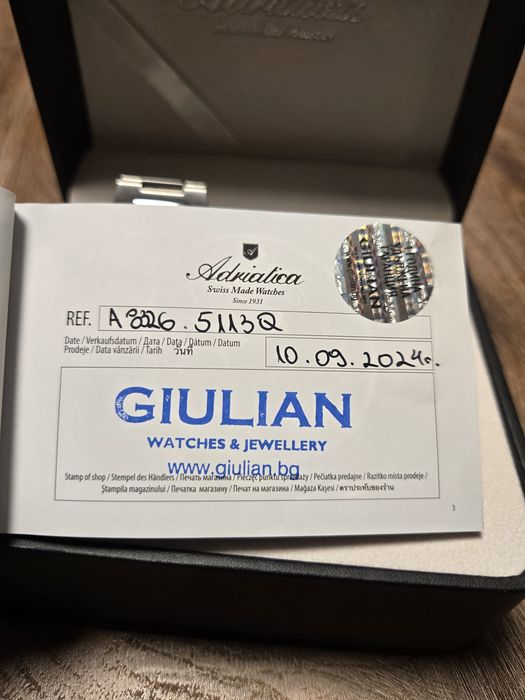 Adriatica
Swiss Made Watches
Since 1931
REF. A 8326.5113Q
Date / Verkaufsdatum / Дата / Data / Dátum / Datum
Prodeje / Data vânzării / Tarih วันที่
10.09.2024г.
GIULIAN
WATCHES & JEWELLERY
www.giulian.bg
Stamp of shop / Stempel des Händlers / Печать магазина / Pieczęć punktu sprzedaży / Pečiatka predajne / Razítko místa prodeje /
Ștampila magazinului / Печатка магазину / Печат на магазина / Mağaza Kaşesi / ตราประทับของร้าน
3